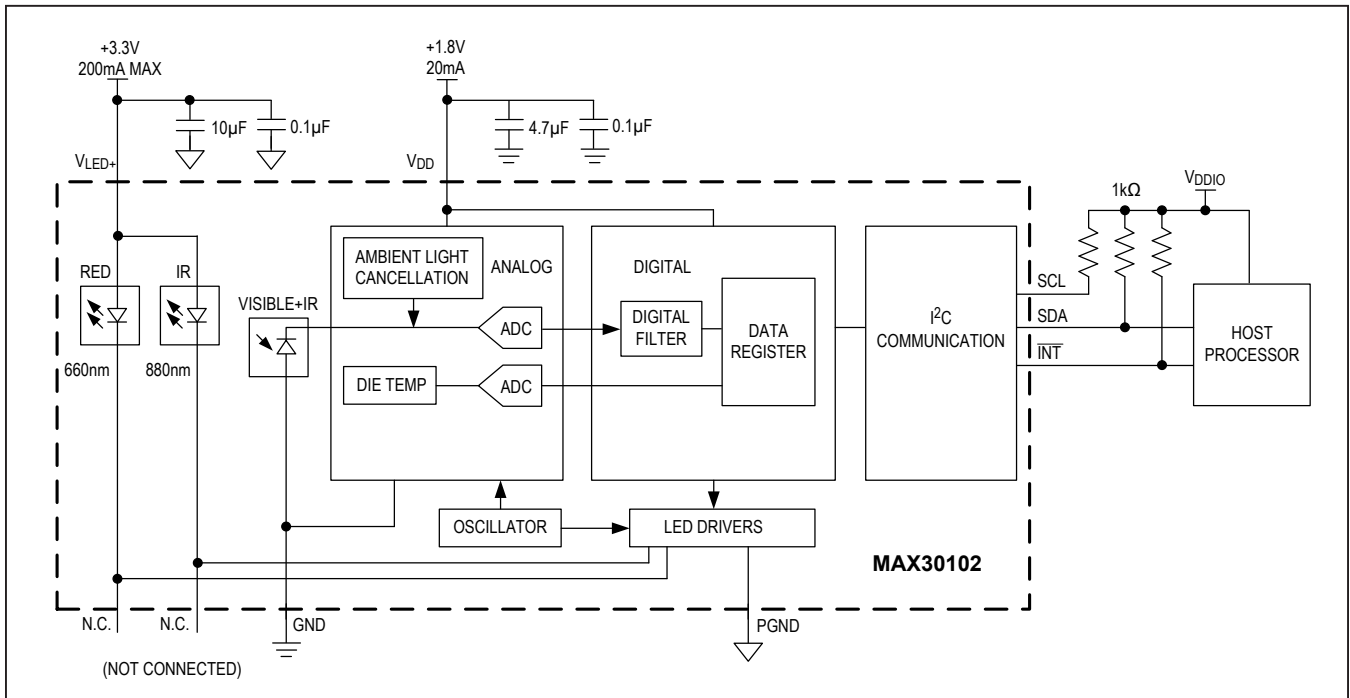 +3.3V
200mA MAX
+1.8V
20mA
10µF
0.1µF
4.7µF
0.1µF
VLED+
VDD
VDDIO
1kΩ
RED
IR
VISIBLE+IR
AMBIENT LIGHT
CANCELLATION
ANALOG
DIGITAL
SCL
ADC
DIGITAL
FILTER
DATA
REGISTER
I2C
COMMUNICATION
SDA
HOST
PROCESSOR
INT
660nm
880nm
DIE TEMP
ADC
OSCILLATOR
LED DRIVERS
MAX30102
N.C.
N.C.
GND
PGND
(NOT CONNECTED)